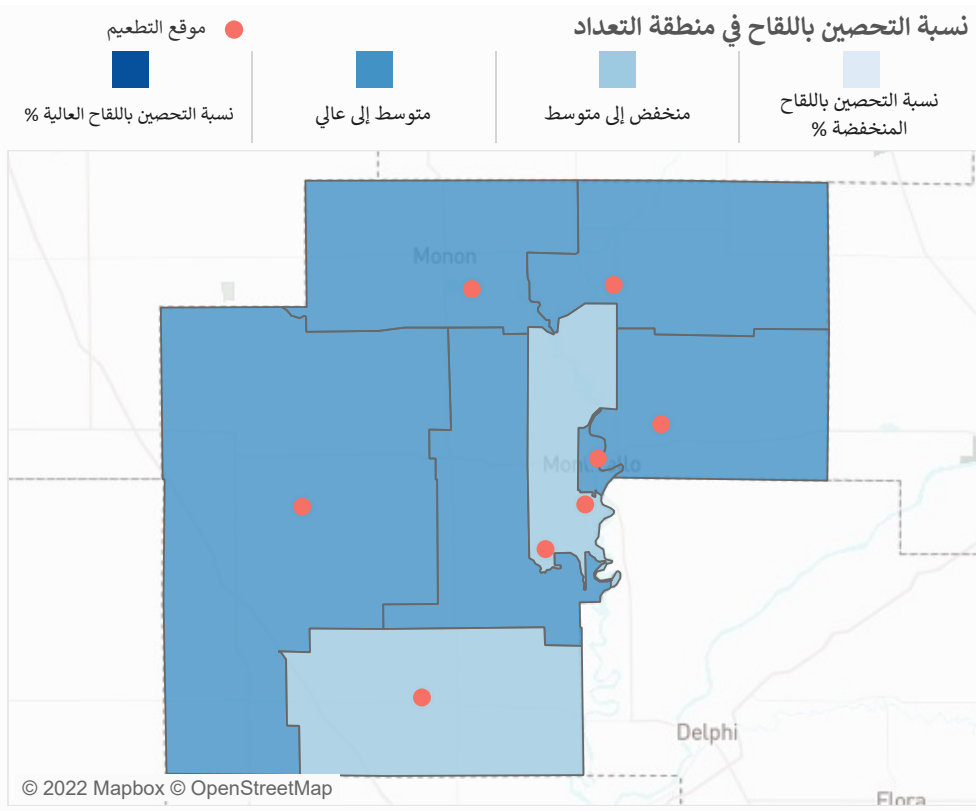 نسبة التحصين باللقاح في منطقة التعداد
موقع التطعيم
نسبة التحصين باللقاح
المنخفضة %
منخفض إلى متوسط
متوسط إلى عالي
نسبة التحصين باللقاح العالية %
Monon
Monticello
Delphi
Flora
© 2022 Mapbox © OpenStreetMap